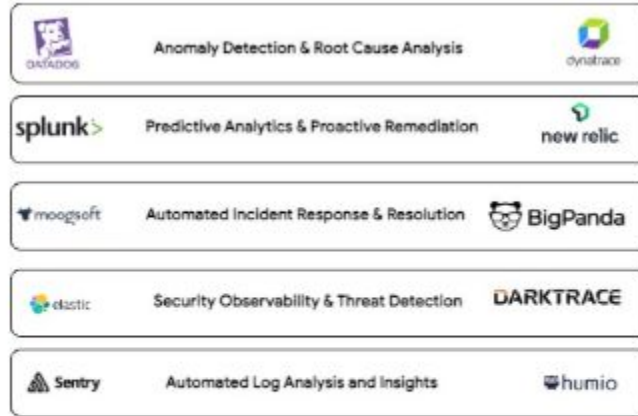 DATADOG Anomaly Detection & Root Cause Analysis dynatrace
splunk> Predictive Analytics & Proactive Remediation new relic
moogsoft Automated Incident Response & Resolution BigPanda
elastic Security Observability & Threat Detection DARKTRACE
Sentry Automated Log Analysis and Insights humio